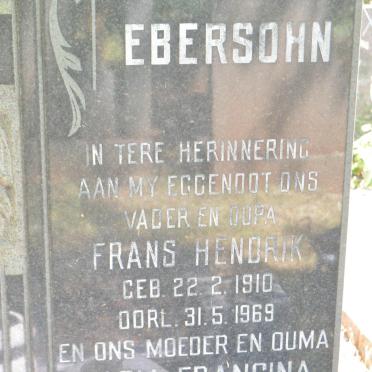 EBERSOHN
IN TERE HERINNERING
AAN MY EGGENOOT ONS
VADER EN OUPA
FRANS HENDRIK
GEB. 22. 2. 1910
OORL. 31. 5. 1969
EN ONS MOEDER EN OUMA
FRANCINA